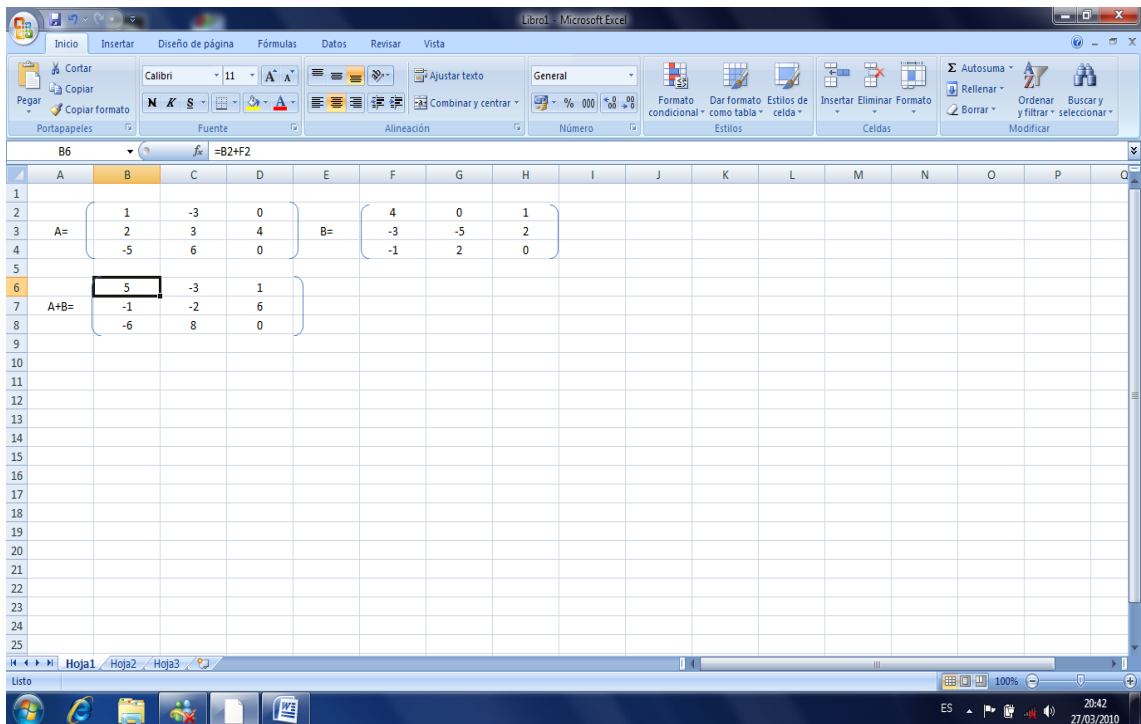 Libro1 - Microsoft Excel
Inicio Insertar Diseño de página Fórmulas Datos Revisar Vista
Pegar
Cortar
Copiar
Copiar formato
Portapapeles
Calibri 11
N K S
Fuente
Ajustar texto
Combinar y centrar
Alineación
General
% 000
Número
Formato condicional
Dar formato como tabla
Estilos de celda
Estilos
Insertar Eliminar Formato
Celdas
Σ Autosuma
Rellenar
Borrar
Ordenar y filtrar
Buscar y seleccionar
Modificar
B6 fx =B2+F2
A B C D E F G H I J K L M N O P Q
1
2 1 -3 0 4 0 1
3 A= 2 3 4 B= -3 -5 2
4 -5 6 0 -1 2 0
5
6 5 -3 1
7 A+B= -1 -2 6
8 -6 8 0
9
10
11
12
13
14
15
16
17
18
19
20
21
22
23
24
25
Hoja1 Hoja2 Hoja3
Listo 100%
ES 20:42
27/03/2010